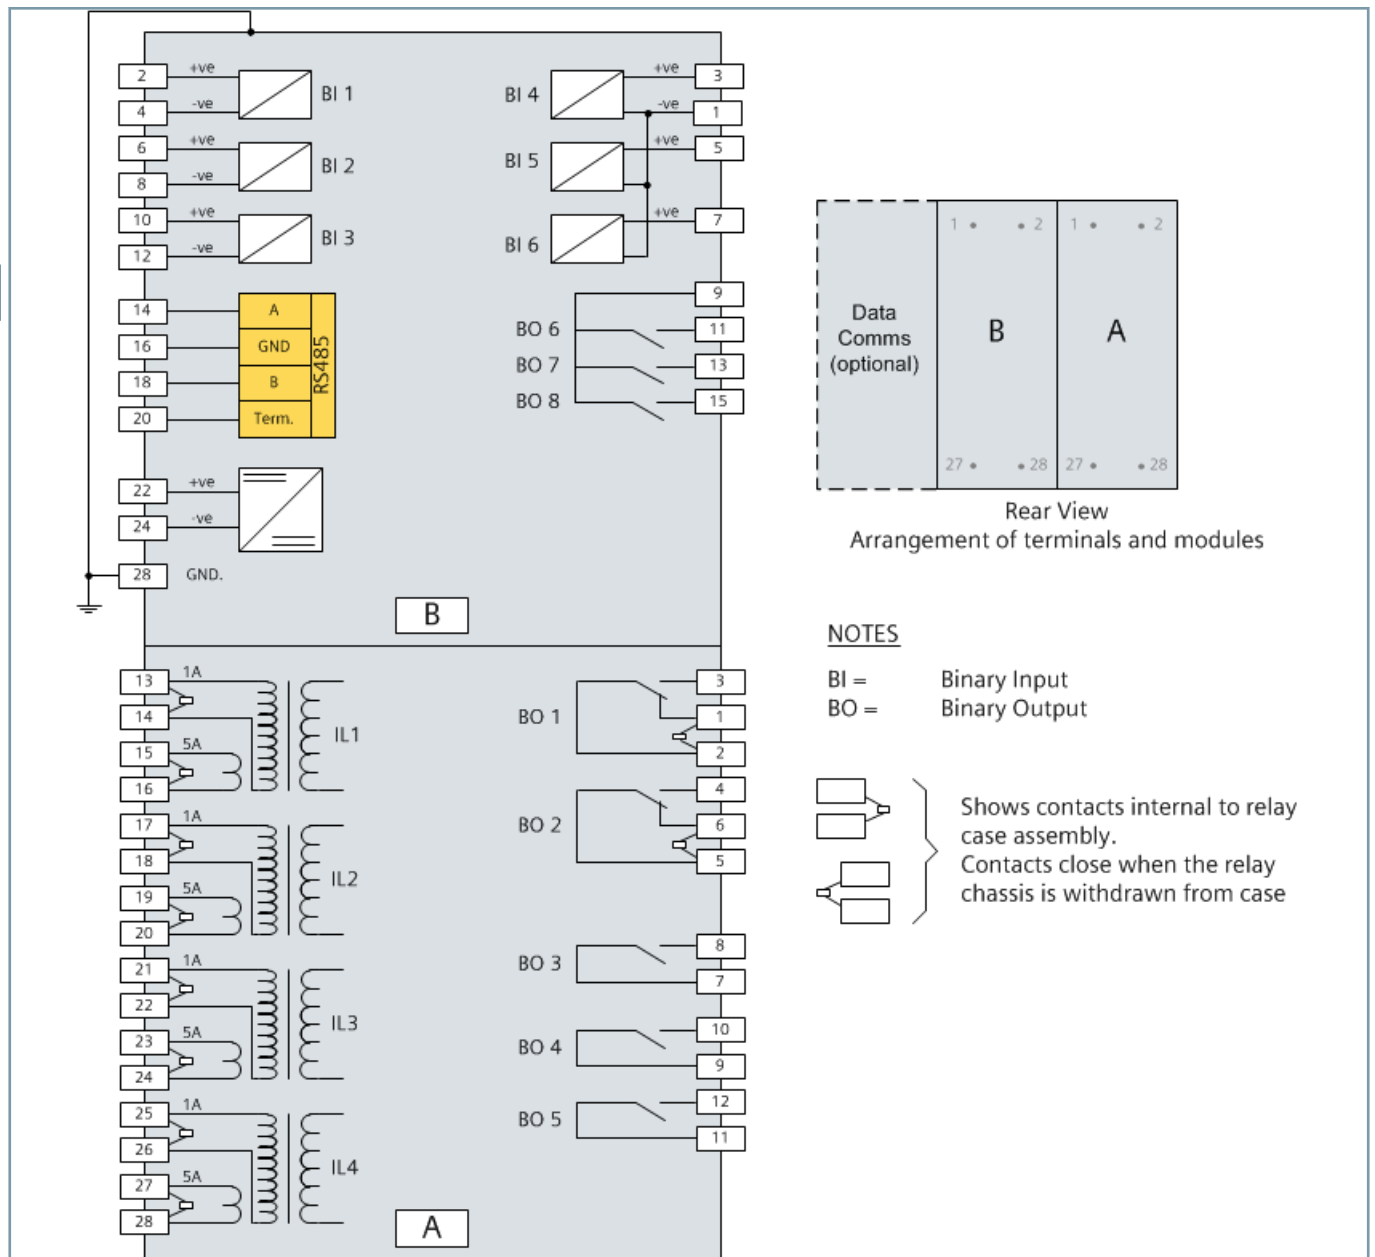 2 +ve BI 1 BI 4 +ve 3
4 -ve -ve 1
6 +ve BI 2 BI 5 +ve 5
8 -ve
10 +ve BI 3 BI 6 +ve 7
12 -ve
9
14 A
16 GND
18 B
20 Term.
RS485
BO 6 11
BO 7 13
BO 8 15
22 +ve
24 -ve
28 GND.
B
13 1A
14
15 5A
16
IL1
17 1A
18
19 5A
20
IL2
21 1A
22
23 5A
24
IL3
25 1A
26
27 5A
28
IL4
3
BO 1 1
2
4
BO 2 6
5
8
BO 3
7
10
BO 4
9
12
BO 5
11
A
1 2 1 2
Data
Comms
(optional)
B A
27 28 27 28
Rear View
Arrangement of terminals and modules
NOTES
BI = Binary Input
BO = Binary Output
Shows contacts internal to relay
case assembly.
Contacts close when the relay
chassis is withdrawn from case